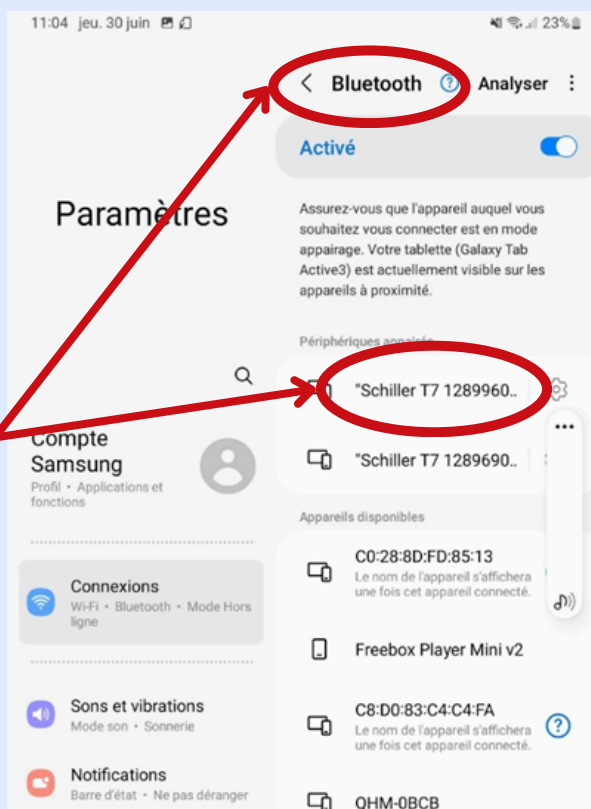 11:04 jeu. 30 juin
23%
Bluetooth
Analyser
Activé
Paramètres
Assurez-vous que l'appareil auquel vous
souhaitez vous connecter est en mode
appairage. Votre tablette (Galaxy Tab
Active3) est actuellement visible sur les
appareils à proximité.
Périphériques appairés
"Schiller T7 1289960..
Compte
Samsung
Profil • Applications et
fonctions
"Schiller T7 1289690..
Appareils disponibles
C0:28:8D:FD:85:13
Le nom de l'appareil s'affichera
une fois cet appareil connecté.
Connexions
Wi-Fi • Bluetooth • Mode Hors
ligne
Freebox Player Mini v2
Sons et vibrations
Mode son • Sonnerie
C8:D0:83:C4:C4:FA
Le nom de l'appareil s'affichera
une fois cet appareil connecté.
Notifications
Barre d'état • Ne pas déranger
QHM-0BCB